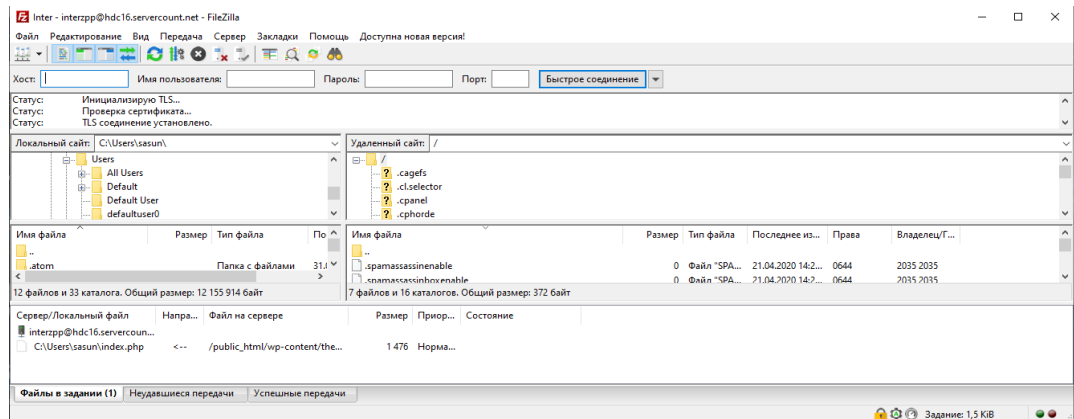 Inter - interzpp@hdc16.servercount.net - FileZilla
Файл Редактирование Вид Передача Сервер Закладки Помощь Доступна новая версия!
Хост: Имя пользователя: Пароль: Порт: Быстрое соединение
Статус: Инициализирую TLS...
Статус: Проверка сертификата...
Статус: TLS соединение установлено.
Локальный сайт: C:\Users\sasun\
Users
All Users
Default
Default User
defaultuser0
Удаленный сайт: /
/
.cagefs
.cl.selector
.cpanel
.cphorde
Имя файла Размер Тип файла По
..
.atom Папка с файлами 31.(
12 файлов и 33 каталога. Общий размер: 12 155 914 байт
Имя файла Размер Тип файла Последнее из... Права Владелец/Г...
..
.spamassassinenable 0 Файл "SPA... 21.04.2020 14:2... 0644 2035 2035
.spamassassinboxenable 0 Файл "SPA... 21.04.2020 14:2... 0644 2035 2035
7 файлов и 16 каталогов. Общий размер: 372 байт
Сервер/Локальный файл Напра... Файл на сервере Размер Приор... Состояние
interzpp@hdc16.servercoun...
C:\Users\sasun\index.php <-- /public_html/wp-content/the... 1 476 Норма...
Файлы в задании (1) Неудавшиеся передачи Успешные передачи
Задание: 1,5 KiB